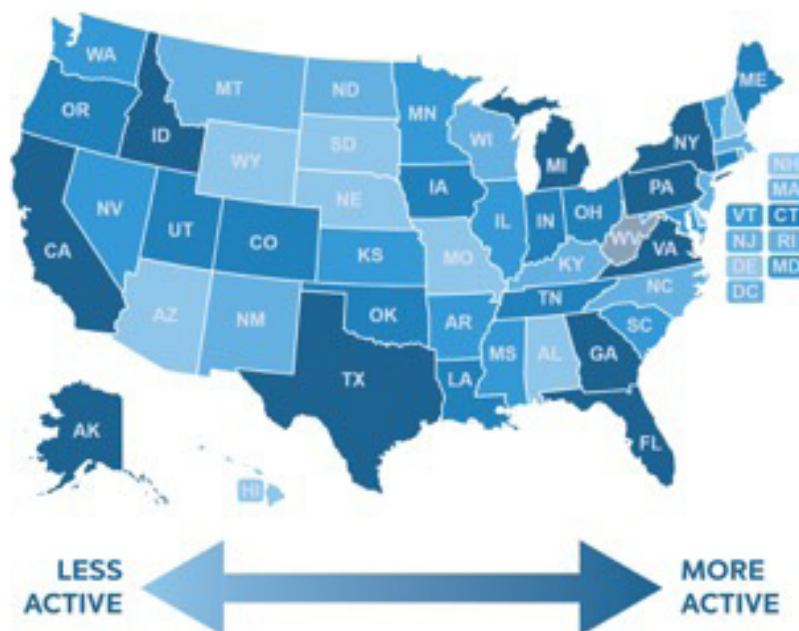 WA
MT
ND
MN
ME
OR
ID
WY
SD
WI
MI
NY
NH
MA
NV
UT
CO
NE
IA
IL
IN
OH
PA
VT
CT
CA
KS
MO
KY
WV
VA
NJ
RI
DE
MD
DC
AZ
NM
OK
AR
TN
NC
SC
TX
LA
MS
AL
GA
FL
AK
HI
LESS
ACTIVE
MORE
ACTIVE